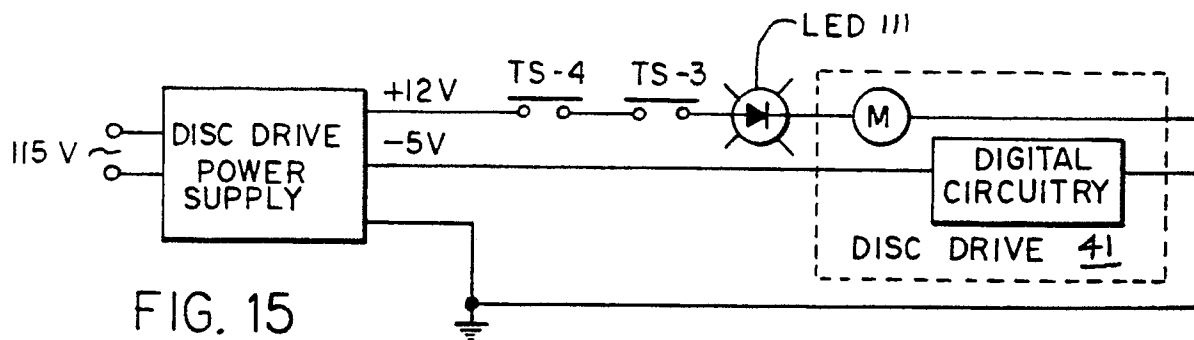 LED 111
TS-4
TS-3
+12V
-5V
115 V ~
DISC DRIVE
POWER
SUPPLY
M
DIGITAL
CIRCUITRY
DISC DRIVE 41
FIG. 15